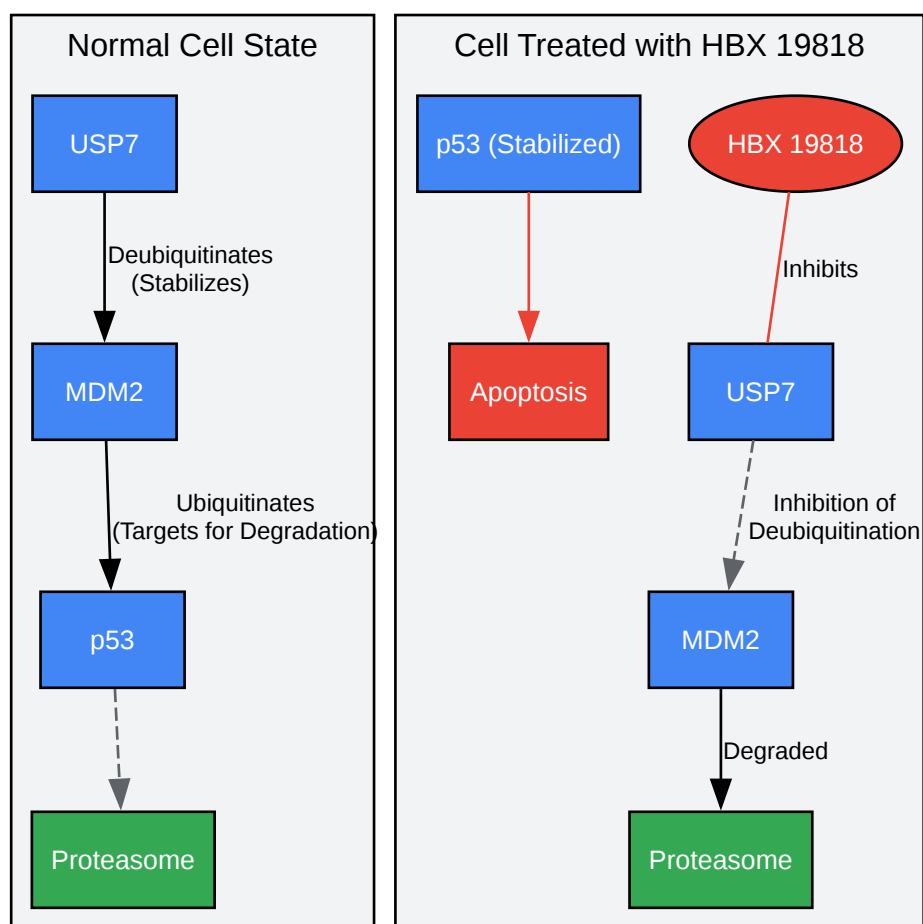 Normal Cell State
USP7
Deubiquitinates
(Stabilizes)
MDM2
Ubiquitinates
(Targets for Degradation)
p53
Proteasome
Cell Treated with HBX 19818
p53 (Stabilized)
HBX 19818
Inhibits
Apoptosis
USP7
Inhibition of
Deubiquitination
MDM2
Degraded
Proteasome